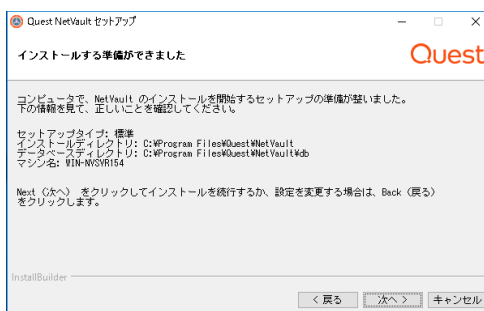 Quest NetVault セットアップ
インストールする準備ができました
Quest
コンピュータで、NetVault のインストールを開始するセットアップの準備が整いました。
下の情報を見て、正しいことを確認してください。
セットアップタイプ: 標準
インストールディレクトリ: C:¥Program Files¥Quest¥NetVault
データベースディレクトリ: C:¥Program Files¥Quest¥NetVault¥db
マシン名: WIN-NVSVR154
Next (次へ) をクリックしてインストールを続行するか、設定を変更する場合は、Back (戻る)
をクリックします。
InstallBuilder
< 戻る 次へ > キャンセル